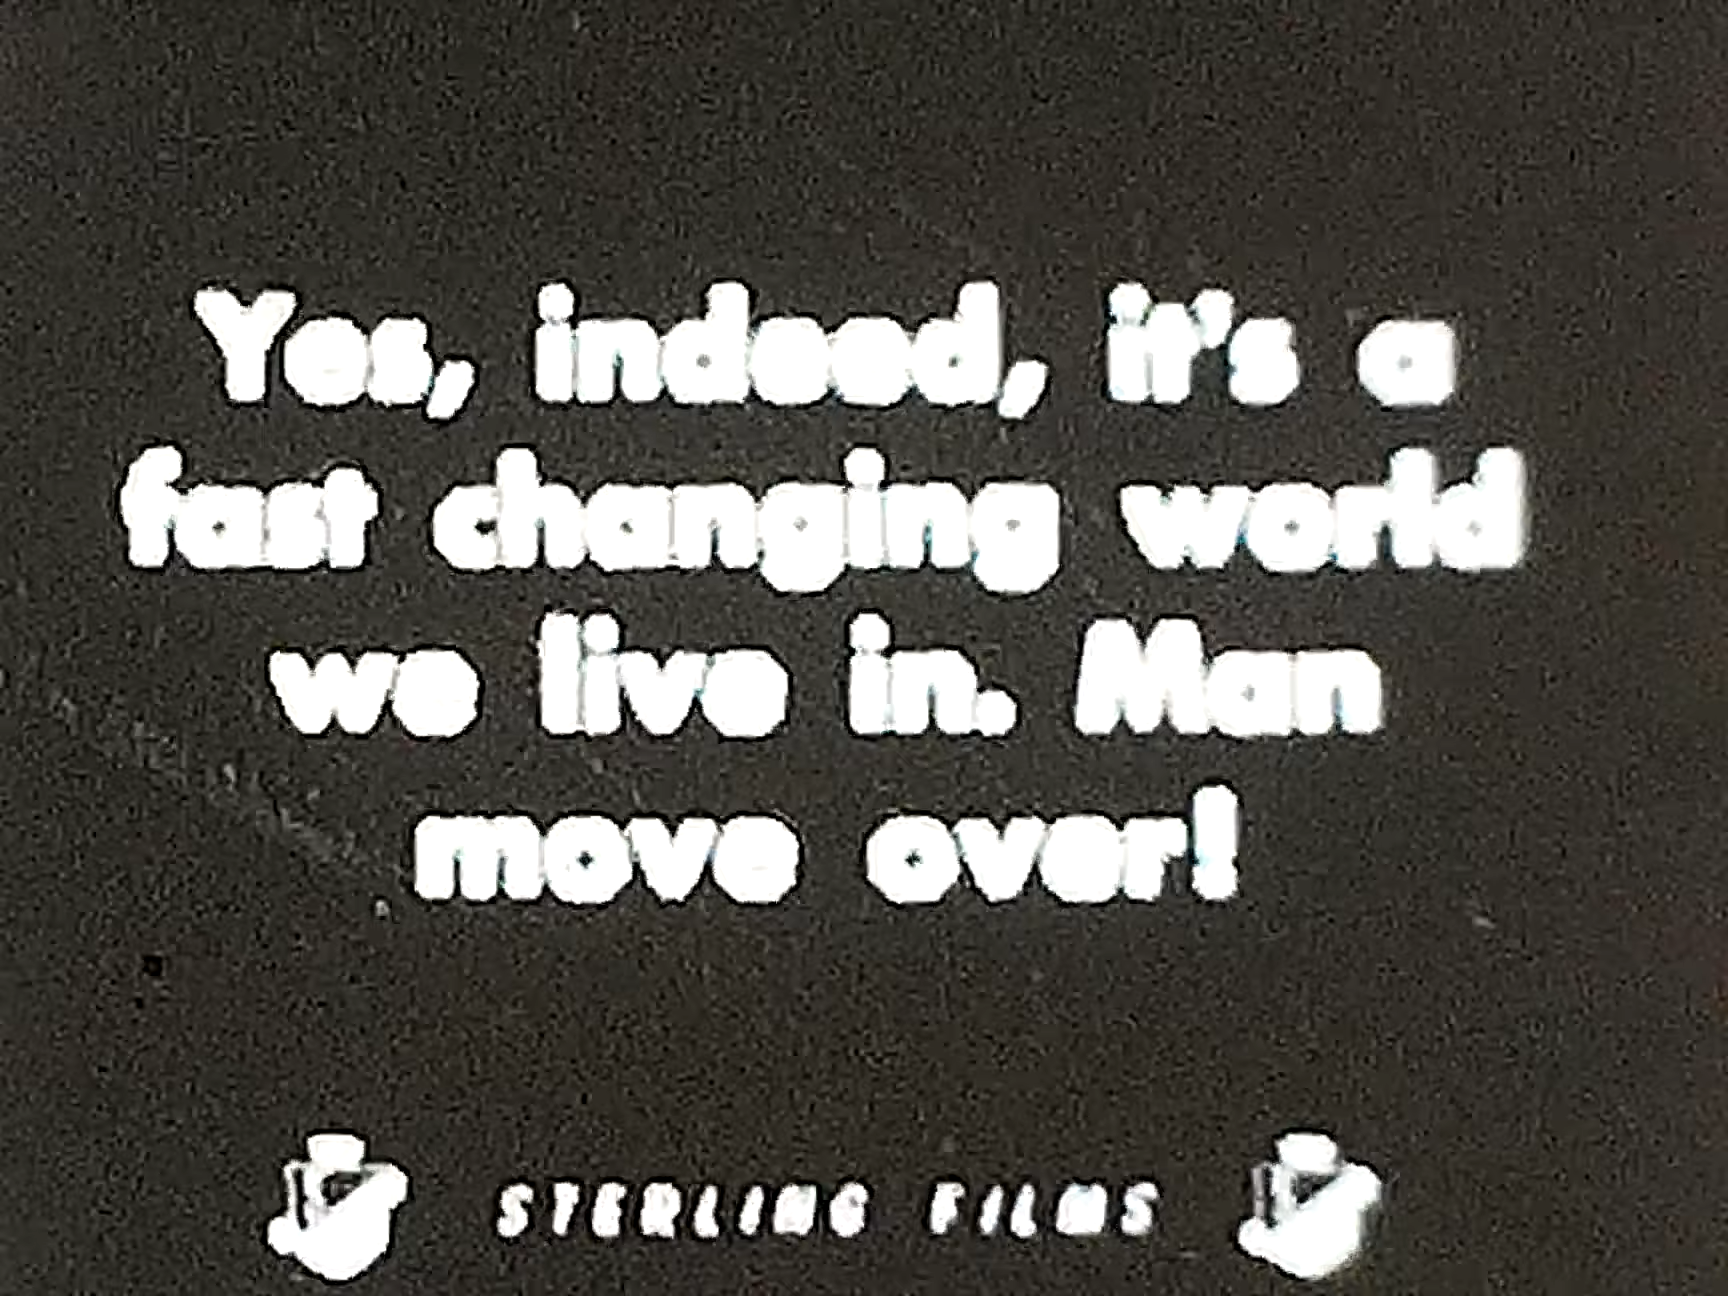 Yes, indeed, it's a
fast changing world
we live in. Man
move over!
STERLING FILMS